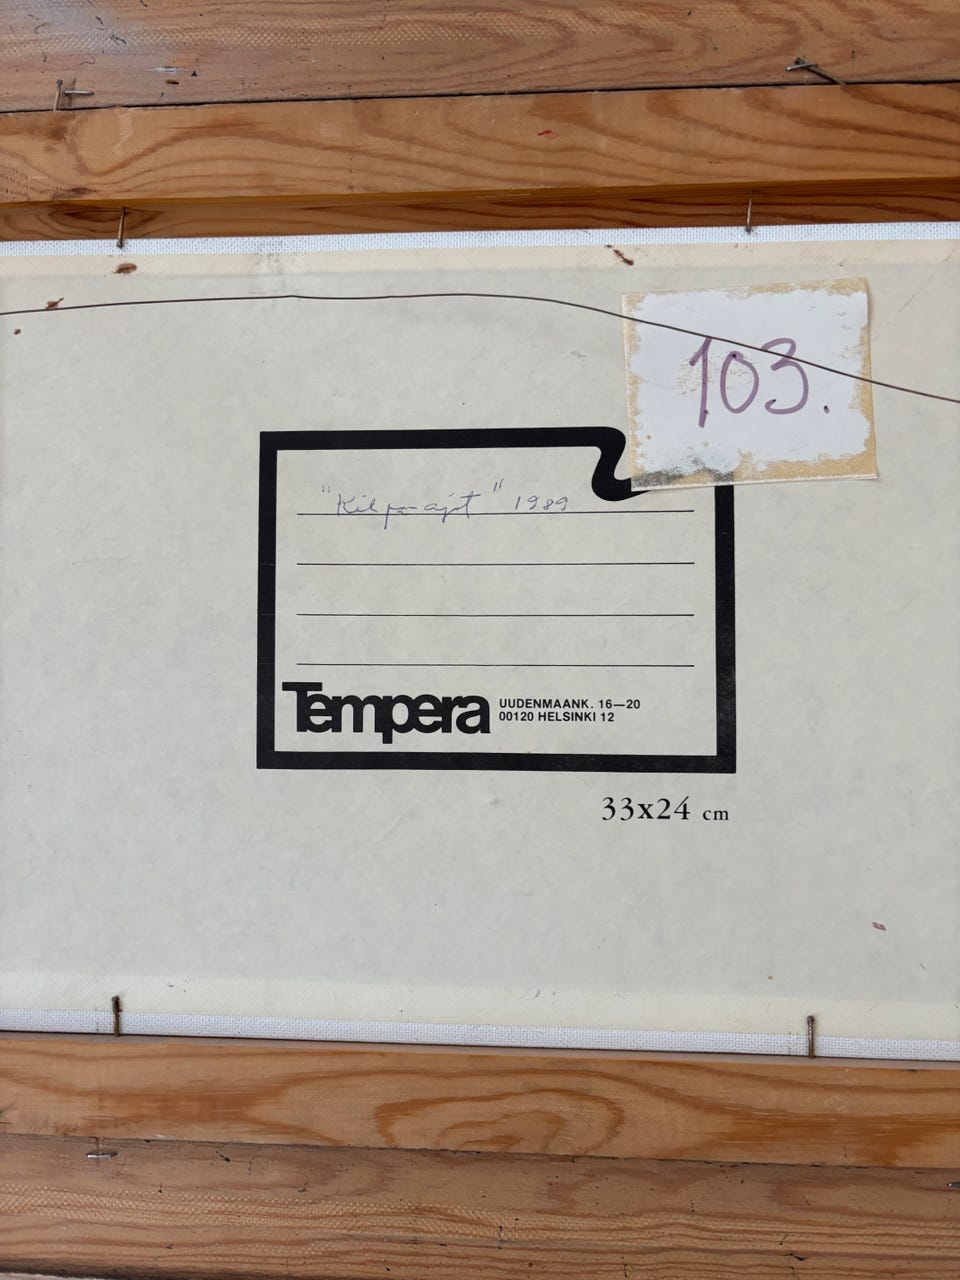 103.
"Kilpa-ajot" 1989
Tempera
UUDENMAANK. 16—20
00120 HELSINKI 12
33x24 cm